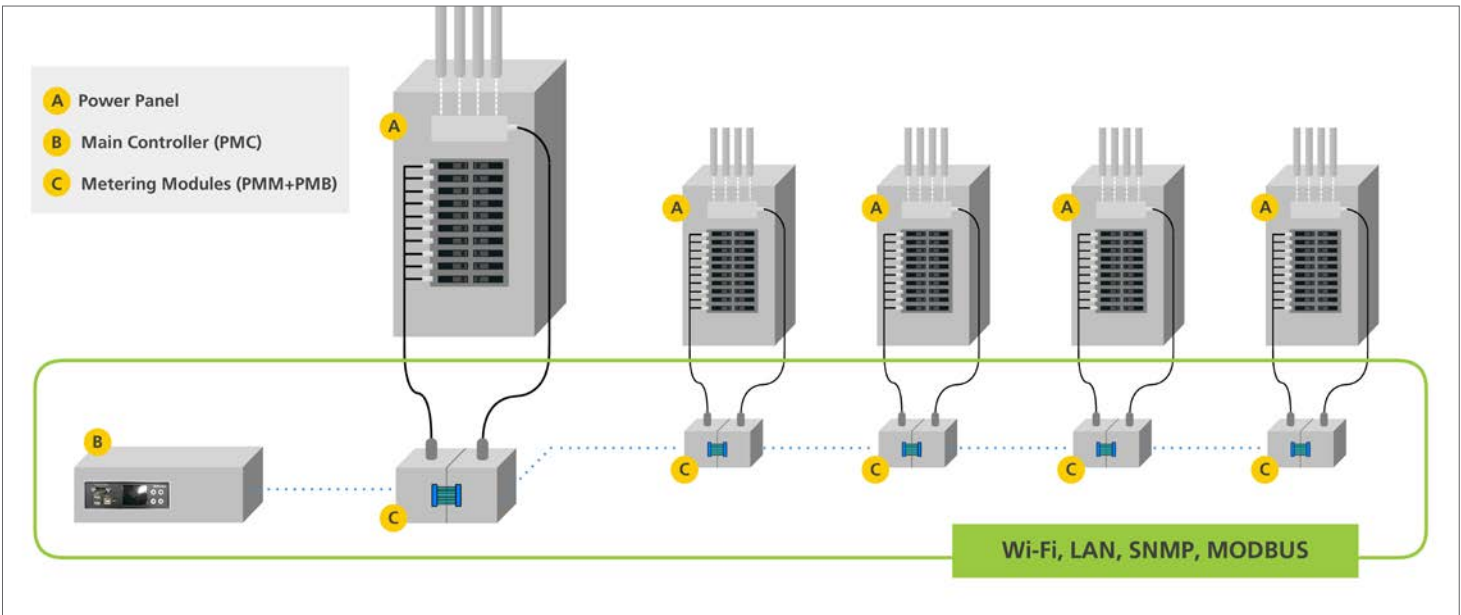 A Power Panel
B Main Controller (PMC)
C Metering Modules (PMM+PMB)
A
A
A
A
A
B
C
C
C
C
C
Wi-Fi, LAN, SNMP, MODBUS